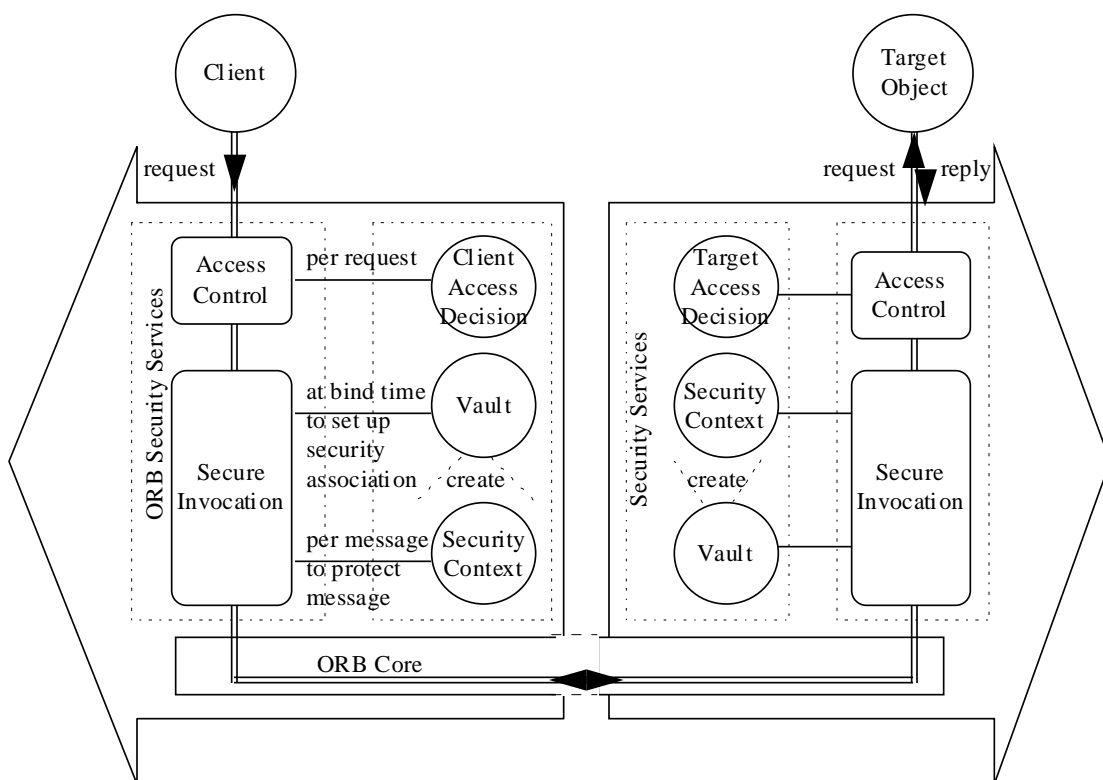 Client
Target
Object
request
request
reply
ORB Security Services
Access
Control
per request
Client
Access
Decision
at bind time
to set up
security
association
Vault
create
Secure
Invocation
per message
to protect
message
Security
Context
Security Services
Target
Access
Decision
Access
Control
Security
Context
create
Vault
Secure
Invocation
ORB Core